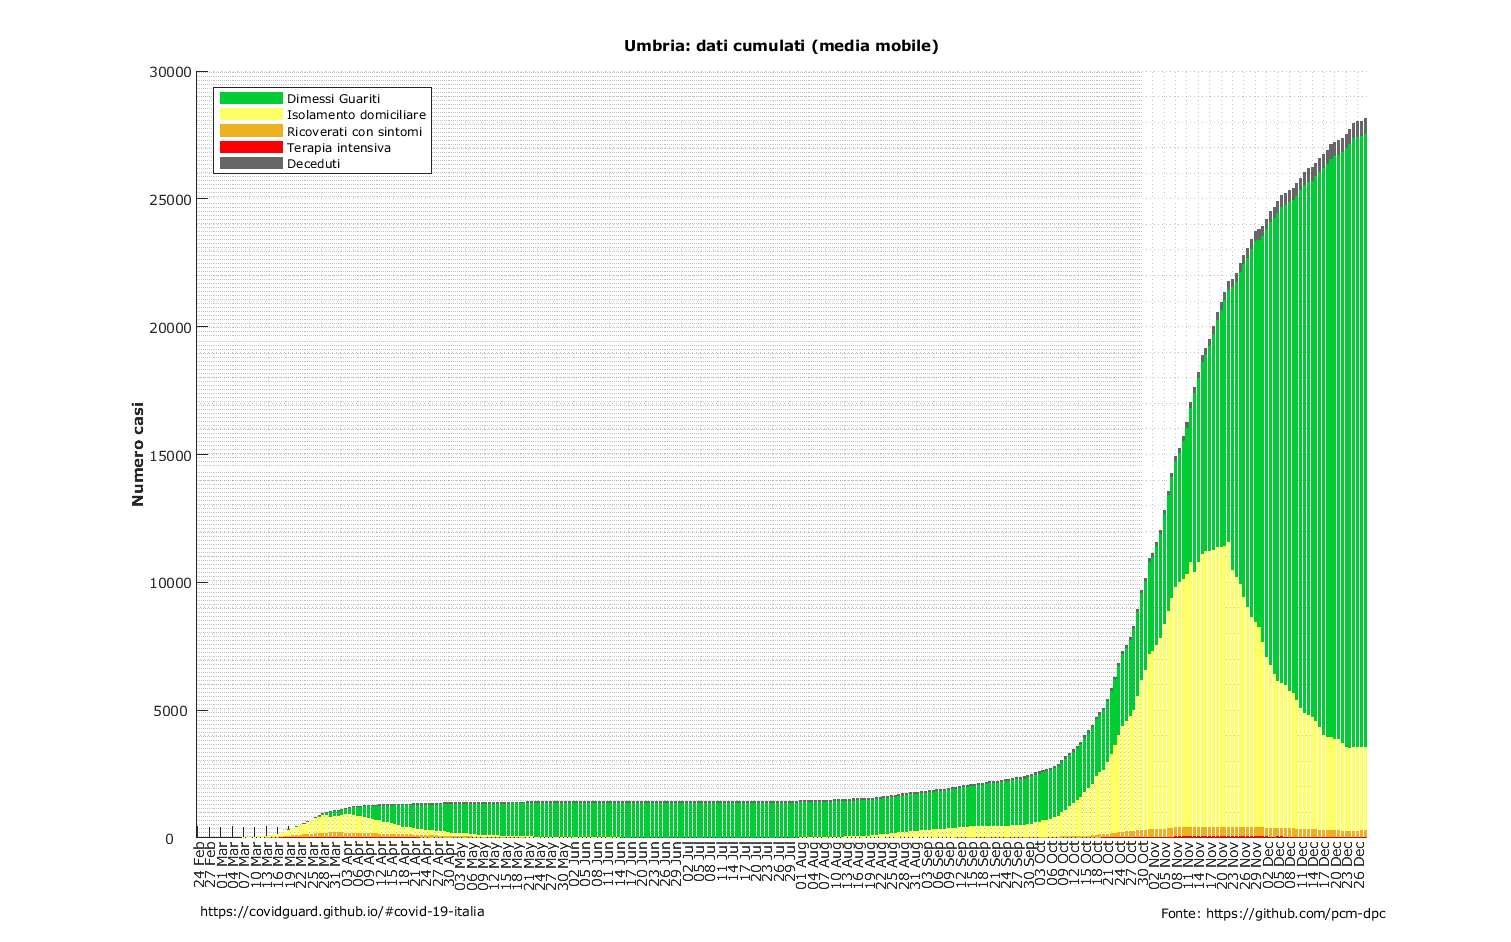 Umbria: dati cumulati (media mobile)
30000
25000
20000
15000
10000
5000
0
Numero casi
Dimessi Guariti
Isolamento domiciliare
Ricoverati con sintomi
Terapia intensiva
Deceduti
24 Feb
27 Feb
01 Mar
04 Mar
07 Mar
10 Mar
13 Mar
16 Mar
19 Mar
22 Mar
25 Mar
28 Mar
31 Mar
03 Apr
06 Apr
09 Apr
12 Apr
15 Apr
18 Apr
21 Apr
24 Apr
27 Apr
30 Apr
03 May
06 May
09 May
12 May
15 May
18 May
21 May
24 May
27 May
30 May
02 Jun
05 Jun
08 Jun
11 Jun
14 Jun
17 Jun
20 Jun
23 Jun
26 Jun
29 Jun
02 Jul
05 Jul
08 Jul
11 Jul
14 Jul
17 Jul
20 Jul
23 Jul
26 Jul
29 Jul
01 Aug
04 Aug
07 Aug
10 Aug
13 Aug
16 Aug
19 Aug
22 Aug
25 Aug
28 Aug
31 Aug
03 Sep
06 Sep
09 Sep
12 Sep
15 Sep
18 Sep
21 Sep
24 Sep
27 Sep
30 Sep
03 Oct
06 Oct
09 Oct
12 Oct
15 Oct
18 Oct
21 Oct
24 Oct
27 Oct
30 Oct
02 Nov
05 Nov
08 Nov
11 Nov
14 Nov
17 Nov
20 Nov
23 Nov
26 Nov
29 Nov
02 Dec
05 Dec
08 Dec
11 Dec
14 Dec
17 Dec
20 Dec
23 Dec
26 Dec
https://covidguard.github.io/#covid-19-italia
Fonte: https://github.com/pcm-dpc